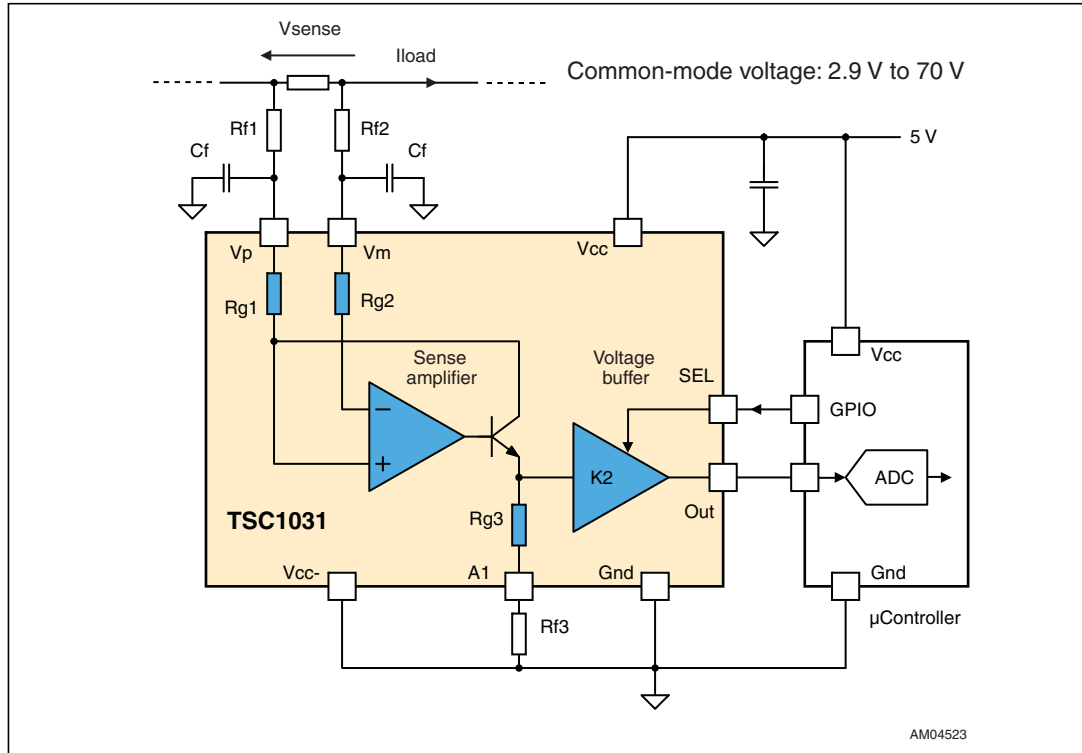 Vsense
Iload
Common-mode voltage: 2.9 V to 70 V
Rf1
Rf2
5 V
Cf
Cf
Vp
Vm
Vcc
Rg1
Rg2
Sense
amplifier
Voltage
buffer
SEL
Vcc
GPIO
−
+
K2
ADC
Out
TSC1031
Rg3
Vcc-
A1
Gnd
Gnd
Rf3
µController
AM04523